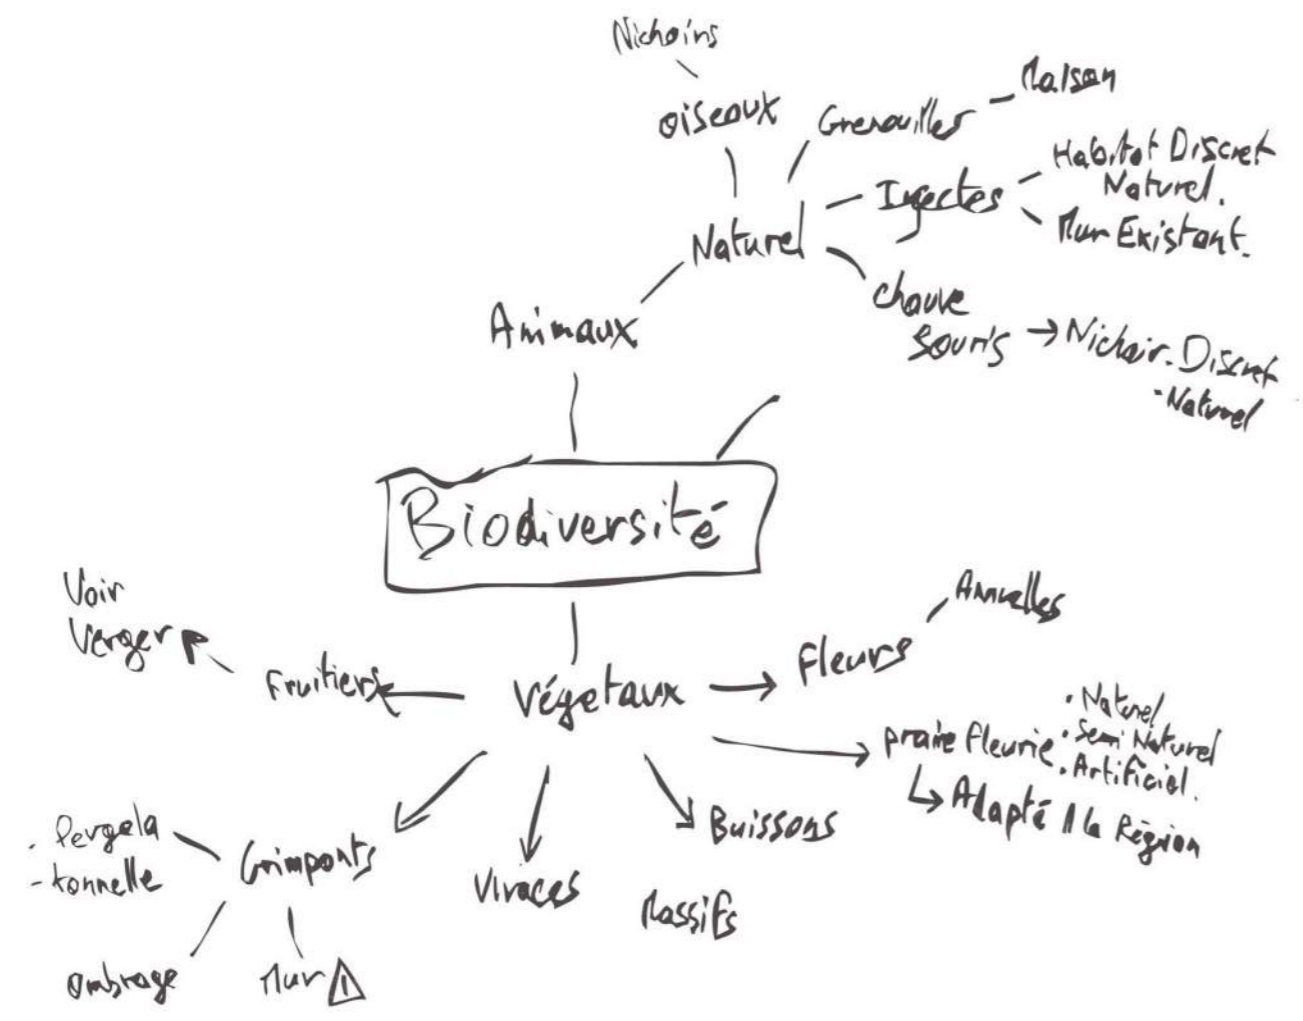 Nichoirs
oiseaux
Grenouilles
Maison
Insectes
Habitat Discret
Naturel.
Mur Existant.
Naturel
chauve
souris
Nichoir. Discret
- Naturel
Animaux
Biodiversité
Voir
Verger
Fruitiers
Végetaux
Fleurs
Annuelles
prairie fleurie
. Naturel
. Semi Naturel
. Artificiel.
Adapté à la Région
Buissons
Massifs
Vivaces
Grimpants
. Pergola
- tonnelle
ombrage
Mur